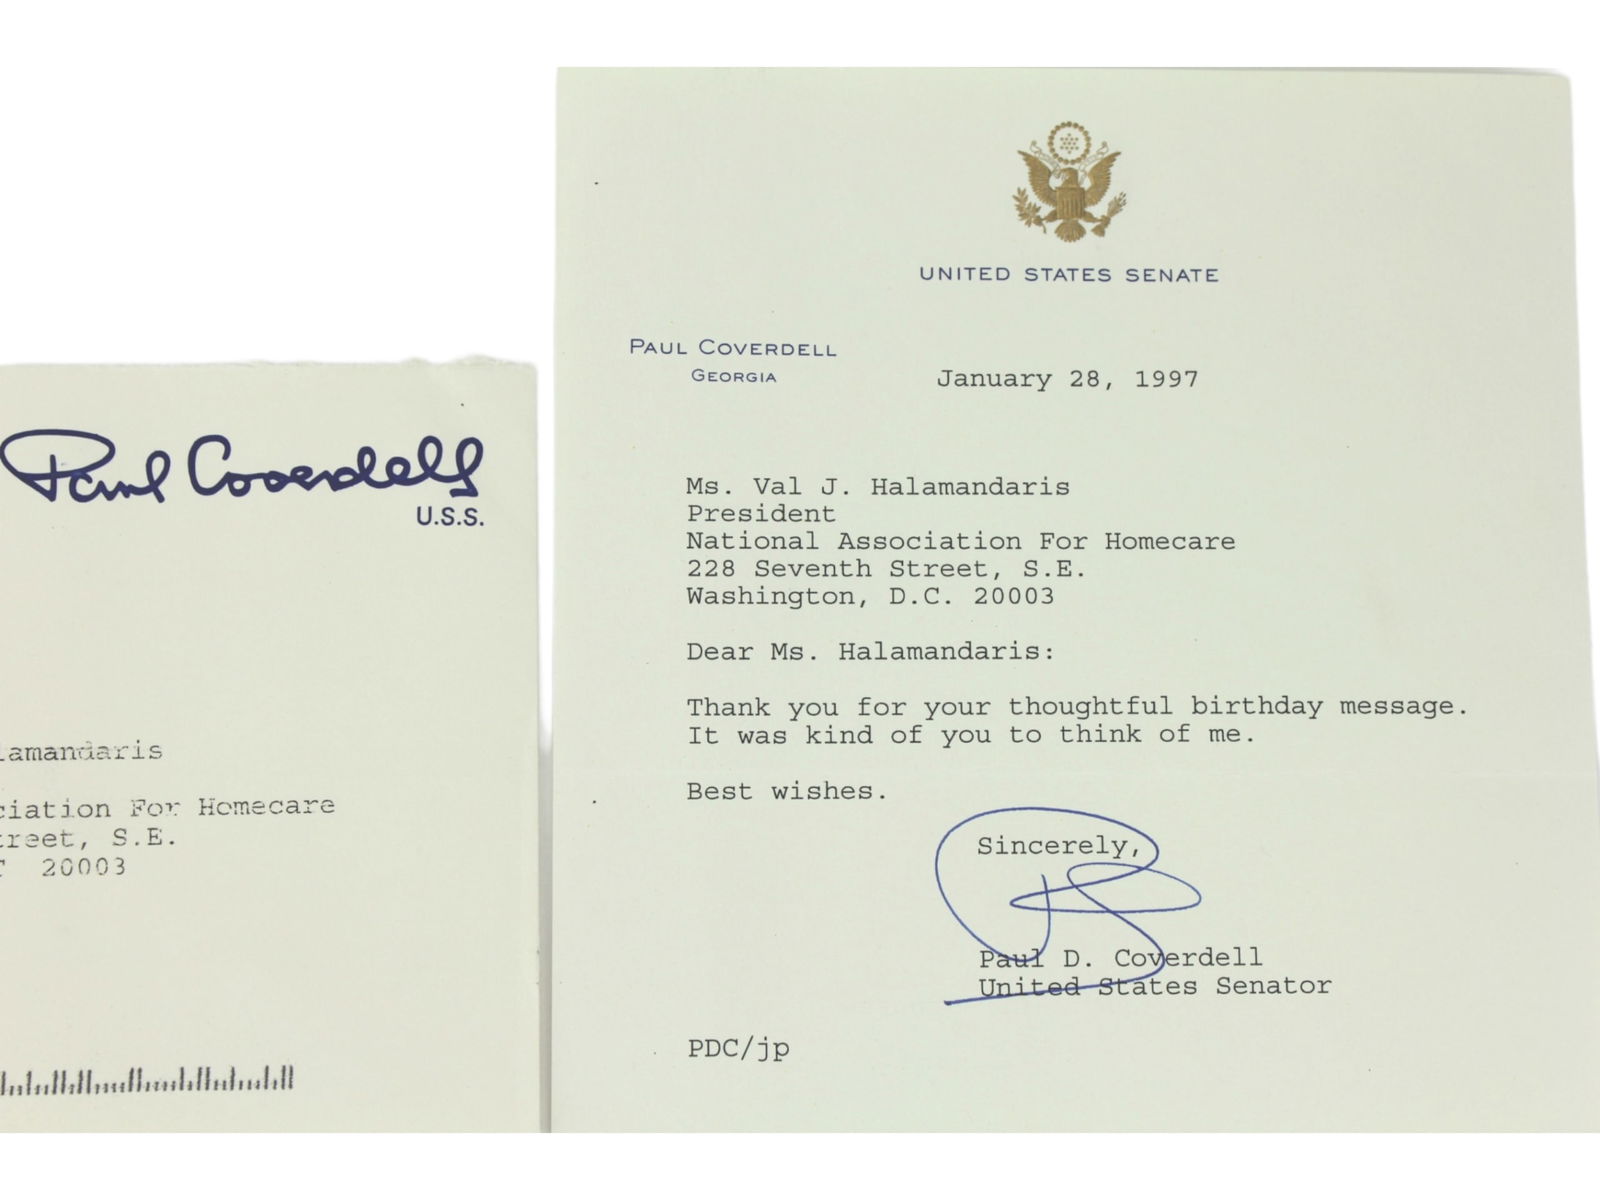 Paul Coverdell
U.S.S.
amandaris
ciation For Homecare
treet, S.E.
20003
UNITED STATES SENATE
PAUL COVERDELL
GEORGIA
January 28, 1997
Ms. Val J. Halamandaris
President
National Association For Homecare
228 Seventh Street, S.E.
Washington, D.C. 20003
Dear Ms. Halamandaris:
Thank you for your thoughtful birthday message.
It was kind of you to think of me.
Best wishes.
Sincerely,
Paul D. Coverdell
United States Senator
PDC/jp